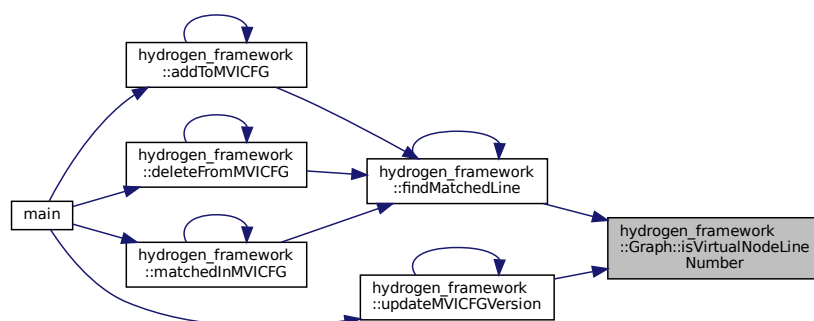 hydrogen_framework
::addToMVICFG
hydrogen_framework
::deleteFromMVICFG
hydrogen_framework
::findMatchedLine
main
hydrogen_framework
::Graph::isVirtualNodeLine
Number
hydrogen_framework
::matchedInMVICFG
hydrogen_framework
::updateMVICFGVersion